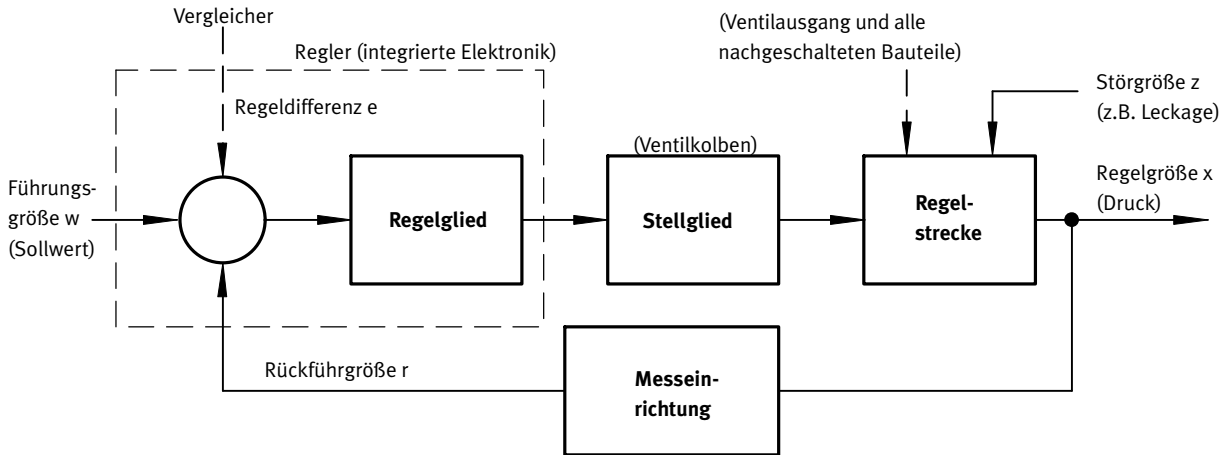 Vergleicher
Regler (integrierte Elektronik)
(Ventilausgang und alle
nachgeschalteten Bauteile)
Störgröße z
(z.B. Leckage)
Regeldifferenz e
(Ventilkolben)
Führungs-
größe w
(Sollwert)
Regelglied
Stellglied
Regel-
strecke
Regelgröße x
(Druck)
Rückführgröße r
Messein-
richtung